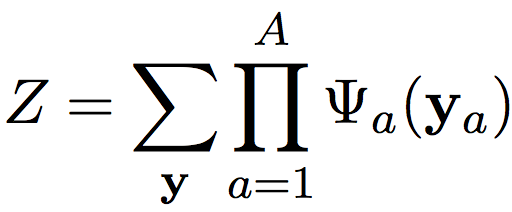 Z = \sum_{\mathbf{y}} \prod_{a=1}^{A} \Psi_a(\mathbf{y}_a)